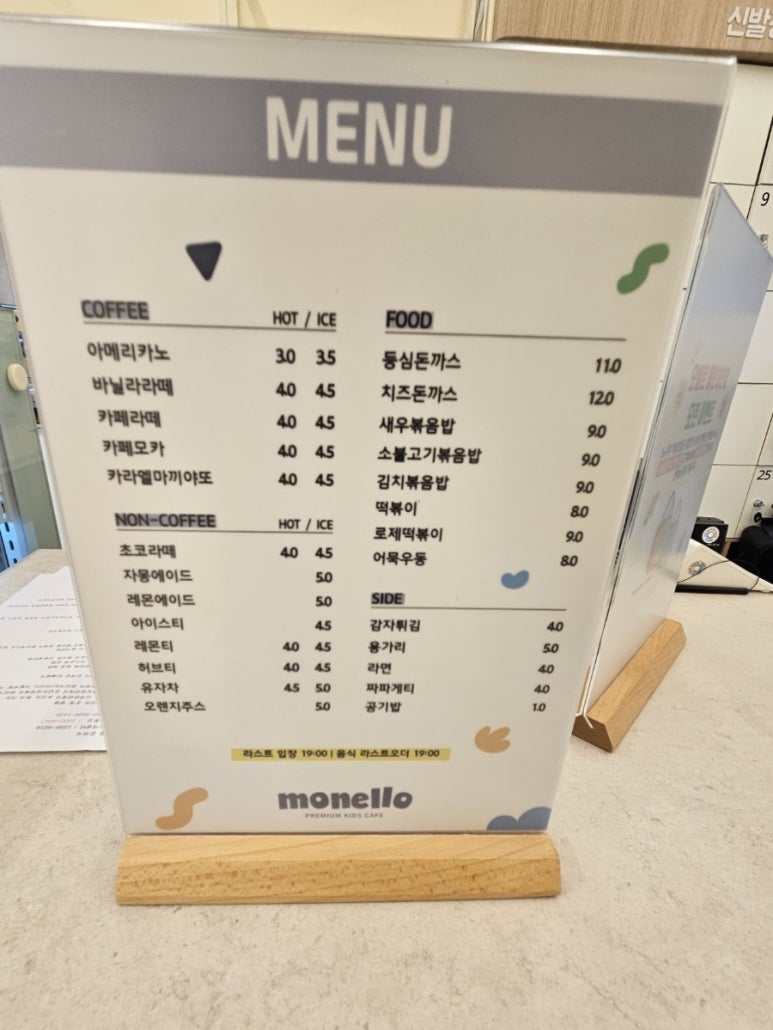 신발
MENU
COFFEE HOT / ICE
아메리카노 3.0 3.5
바닐라라떼 4.0 4.5
카페라떼 4.0 4.5
카페모카 4.0 4.5
카라멜마끼야또 4.0 4.5
NON-COFFEE HOT / ICE
초코라떼 4.0 4.5
자몽에이드 5.0
레몬에이드 5.0
아이스티 4.5
레몬티 4.0 4.5
허브티 4.0 4.5
유자차 4.5 5.0
오렌지주스 5.0
FOOD
등심돈까스 11.0
치즈돈까스 12.0
새우볶음밥 9.0
소불고기볶음밥 9.0
김치볶음밥 9.0
떡볶이 8.0
로제떡볶이 9.0
어묵우동 8.0
SIDE
감자튀김 4.0
용가리 5.0
라면 4.0
짜파게티 4.0
공기밥 1.0
라스트 입장 19:00 | 음식 라스트오더 19:00
monello
PREMIUM KIDS CAFE
9
25